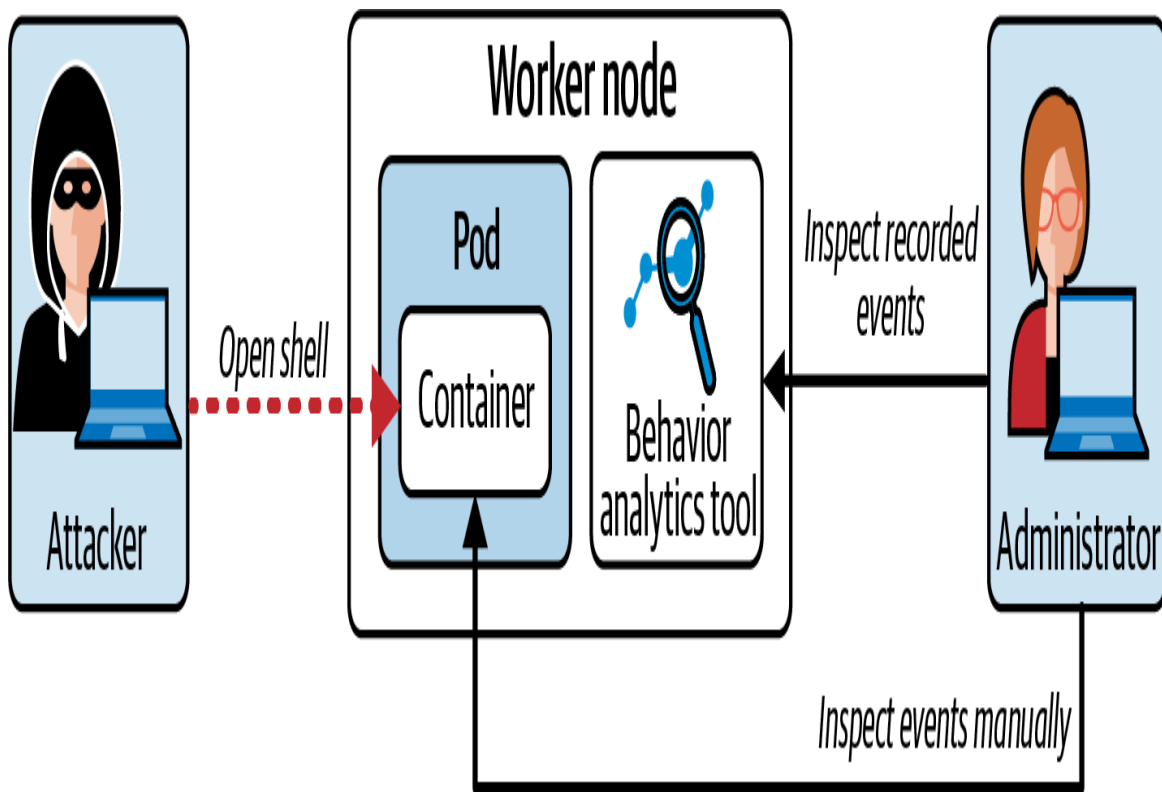 Worker node
Pod
Container
Behavior
analytics tool
Open shell
Attacker
Inspect recorded
events
Administrator
Inspect events manually